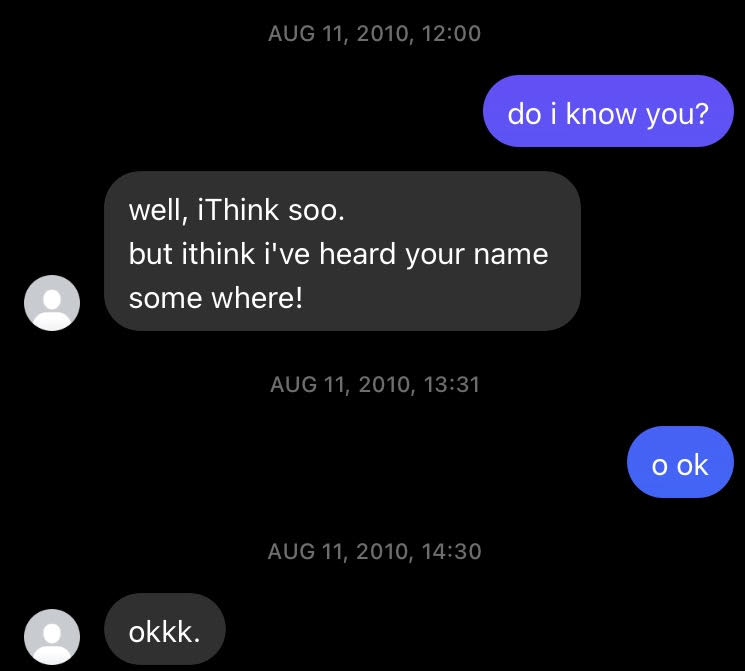 AUG 11, 2010, 12:00
do i know you?
well, iThink soo.
but ithink i've heard your name
some where!
AUG 11, 2010, 13:31
o ok
AUG 11, 2010, 14:30
okkk.